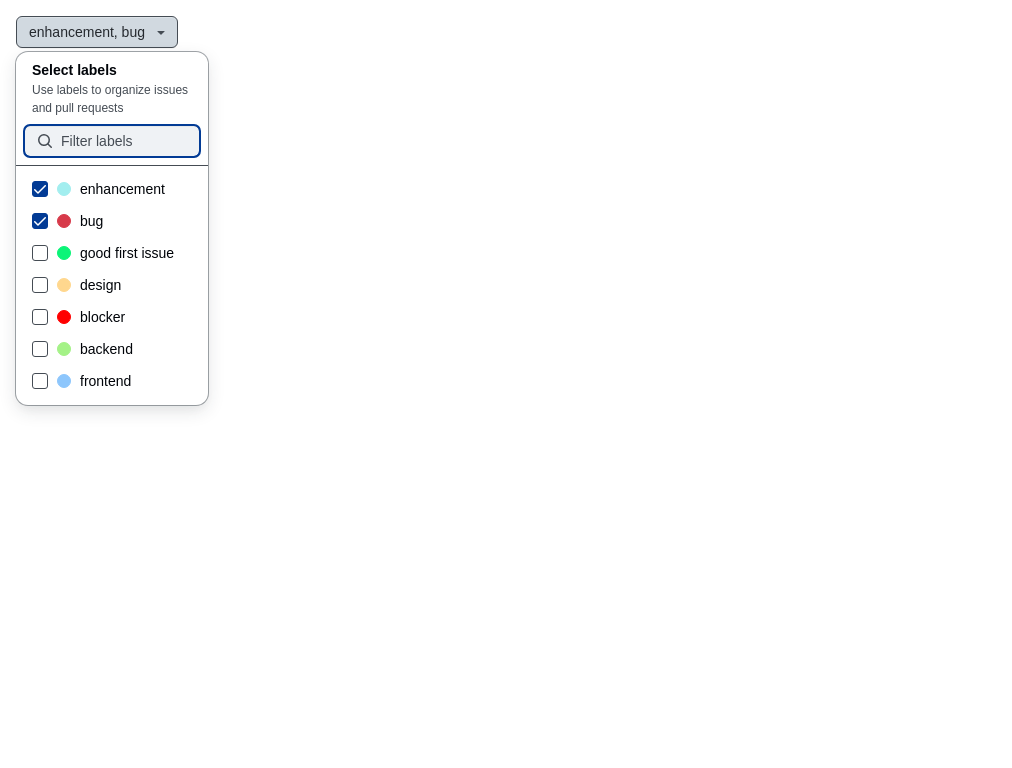 enhancement, bug
Select labels
Use labels to organize issues
and pull requests
Filter labels
enhancement
bug
good first issue
design
blocker
backend
frontend